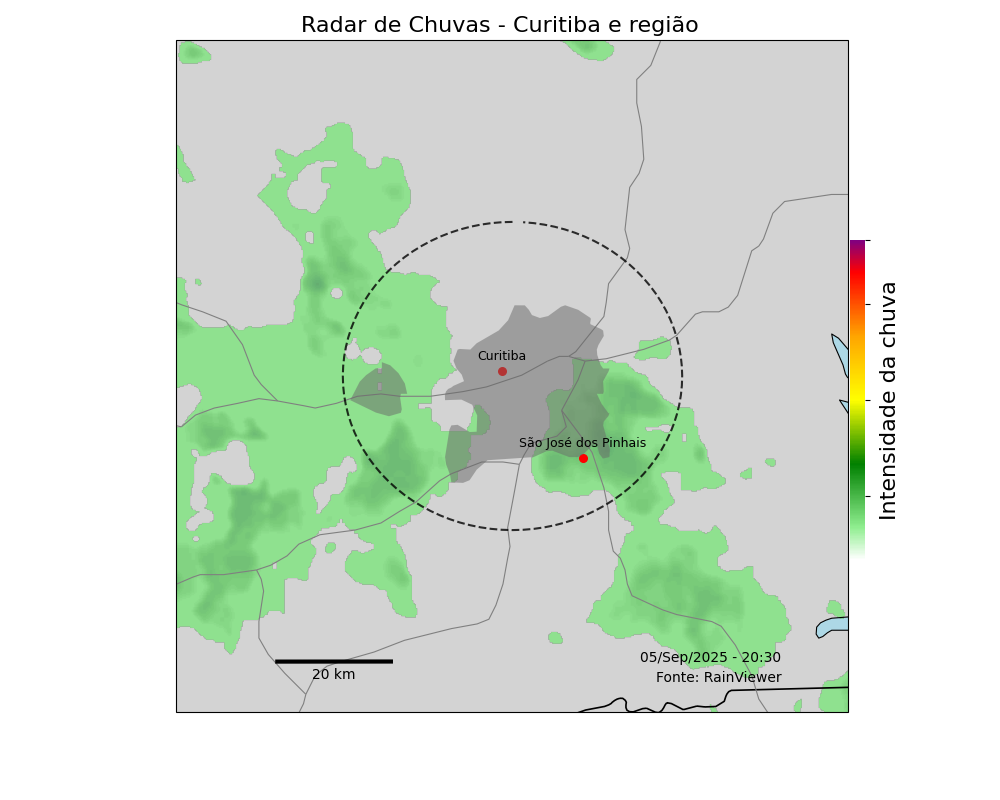 Radar de Chuvas - Curitiba e região
Curitiba
São José dos Pinhais
Intensidade da chuva
05/Sep/2025 - 20:30
20 km
Fonte: RainViewer